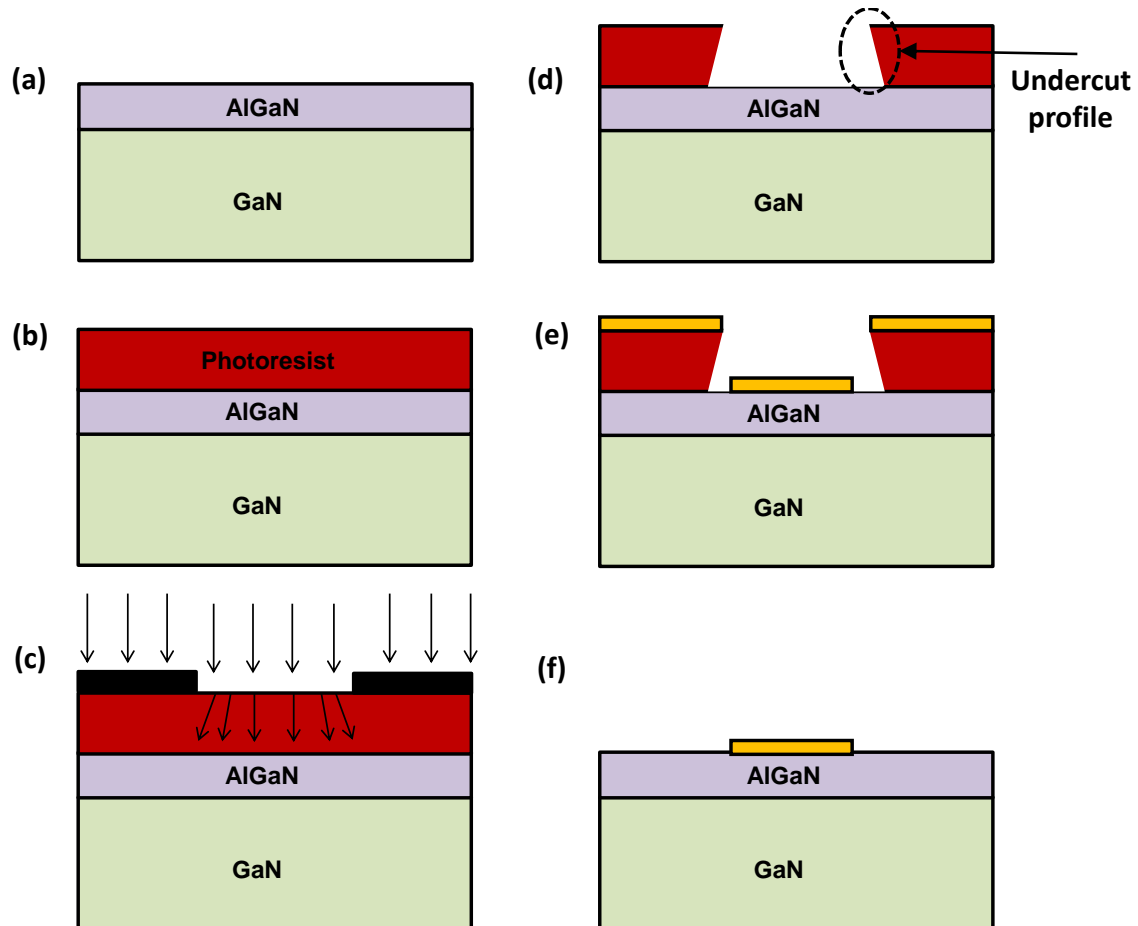 (a)
AlGaN
GaN
(b)
Photoresist
AlGaN
GaN
(c)
AlGaN
GaN
(d)
Undercut
profile
AlGaN
GaN
(e)
AlGaN
GaN
(f)
AlGaN
GaN